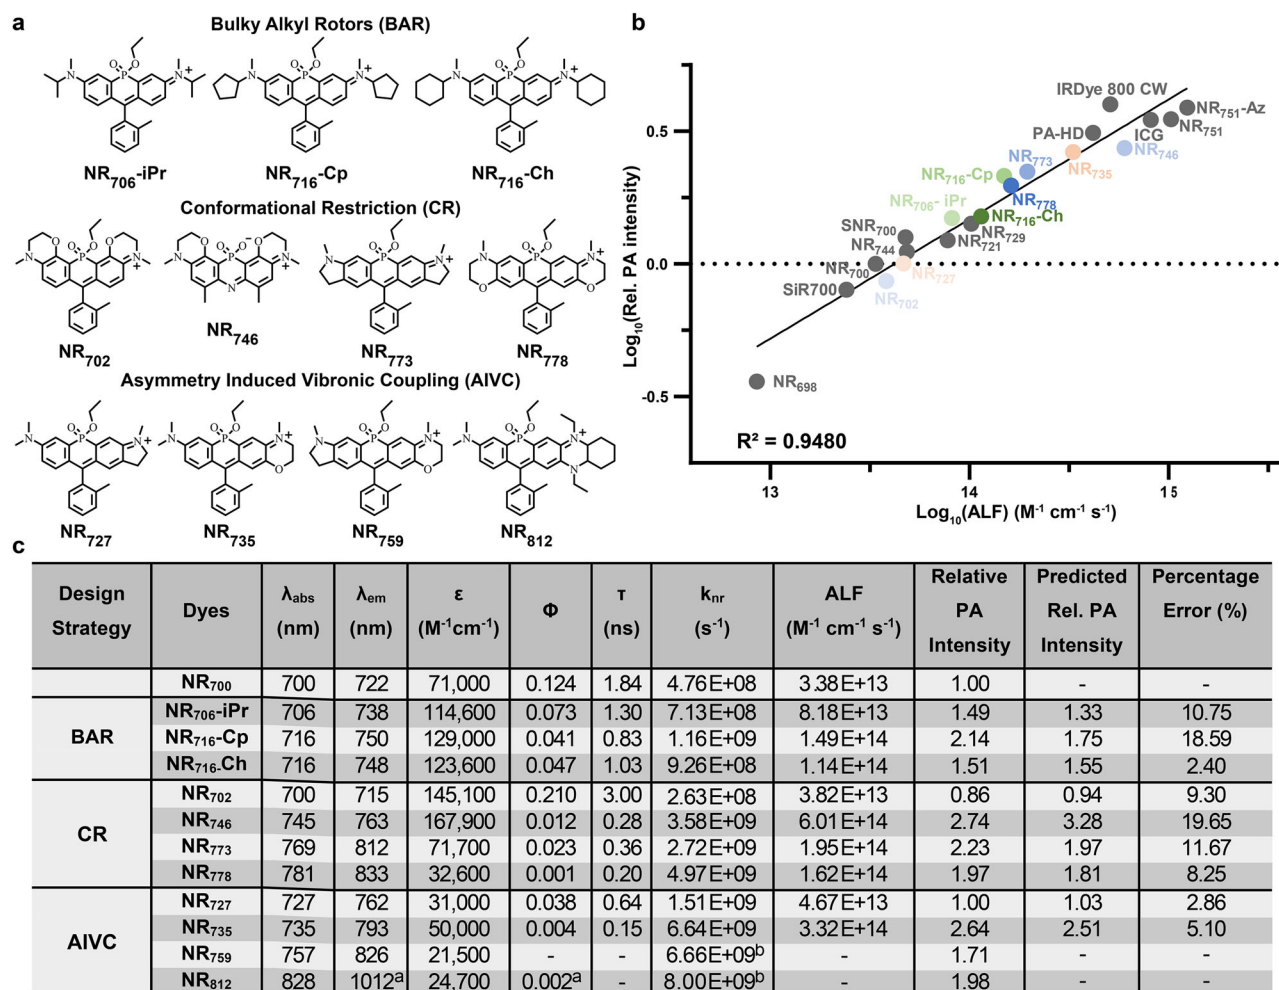 a
Bulky Alkyl Rotors (BAR)
NR706-iPr
NR716-Cp
NR716-Ch
Conformational Restriction (CR)
NR702
NR746
NR773
NR778
Asymmetry Induced Vibronic Coupling (AIVC)
NR727
NR735
NR759
NR812
b
Log10(Rel. PA intensity)
0.5
0.0
-0.5
IRDye 800 CW
NR751-Az
PA-HD
ICG
NR751
NR773
NR746
NR735
NR716-Cp
NR778
NR706- iPr
NR716-Ch
SNR700
NR729
NR744
NR721
NR700
NR727
SiR700
NR702
NR698
R² = 0.9480
13
14
15
Log10(ALF) (M-1 cm-1 s-1)
c
Design Strategy Dyes λabs (nm) λem (nm) ε (M-1cm-1) Φ τ (ns) knr (s-1) ALF (M-1 cm-1 s-1) Relative PA Intensity Predicted Rel. PA Intensity Percentage Error (%)
NR700 700 722 71,000 0.124 1.84 4.76E+08 3.38E+13 1.00 - -
BAR
NR706-iPr 706 738 114,600 0.073 1.30 7.13E+08 8.18E+13 1.49 1.33 10.75
NR716-Cp 716 750 129,000 0.041 0.83 1.16E+09 1.49E+14 2.14 1.75 18.59
NR716-Ch 716 748 123,600 0.047 1.03 9.26E+08 1.14E+14 1.51 1.55 2.40
CR
NR702 700 715 145,100 0.210 3.00 2.63E+08 3.82E+13 0.86 0.94 9.30
NR746 745 763 167,900 0.012 0.28 3.58E+09 6.01E+14 2.74 3.28 19.65
NR773 769 812 71,700 0.023 0.36 2.72E+09 1.95E+14 2.23 1.97 11.67
NR778 781 833 32,600 0.001 0.20 4.97E+09 1.62E+14 1.97 1.81 8.25
AIVC
NR727 727 762 31,000 0.038 0.64 1.51E+09 4.67E+13 1.00 1.03 2.86
NR735 735 793 50,000 0.004 0.15 6.64E+09 3.32E+14 2.64 2.51 5.10
NR759 757 826 21,500 - - 6.66E+09b - 1.71 - -
NR812 828 1012a 24,700 0.002a - 8.00E+09b - 1.98 - -